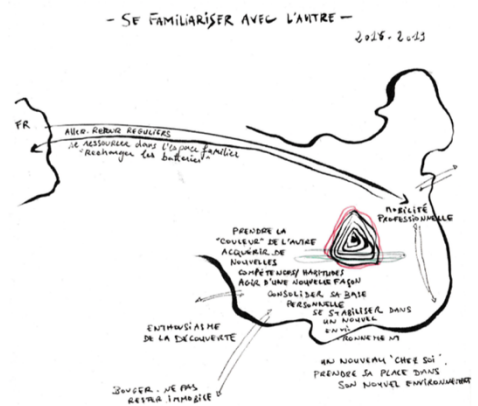 - SE FAMILIARISER AVEC L'AUTRE -
2018-2019
FR
ALLER. RETOUR REGULIERS
se ressourcer dans l'espace familier
"Recharger les batteries"
MOBILITÉ
PROFESSIONNELLE
PRENDRE LA
"COULEUR" DE L'AUTRE
ACQUÉRIR DE
NOUVELLES
COMPÉTENCES/HABITUDES
AGIR D'UNE NOUVELLE FAÇON
CONSOLIDER SA BASE
PERSONNELLE
SE STABILISER DANS
UN NOUVEL
ENVI
RONNEMENT
ENTHOUSIASME
DE LA DÉCOUVERTE
UN NOUVEAU "CHEZ SOI".
PRENDRE SA PLACE DANS
SON NOUVEL ENVIRONNEMENT
BOUGER. NE PAS
RESTER IMMOBILE